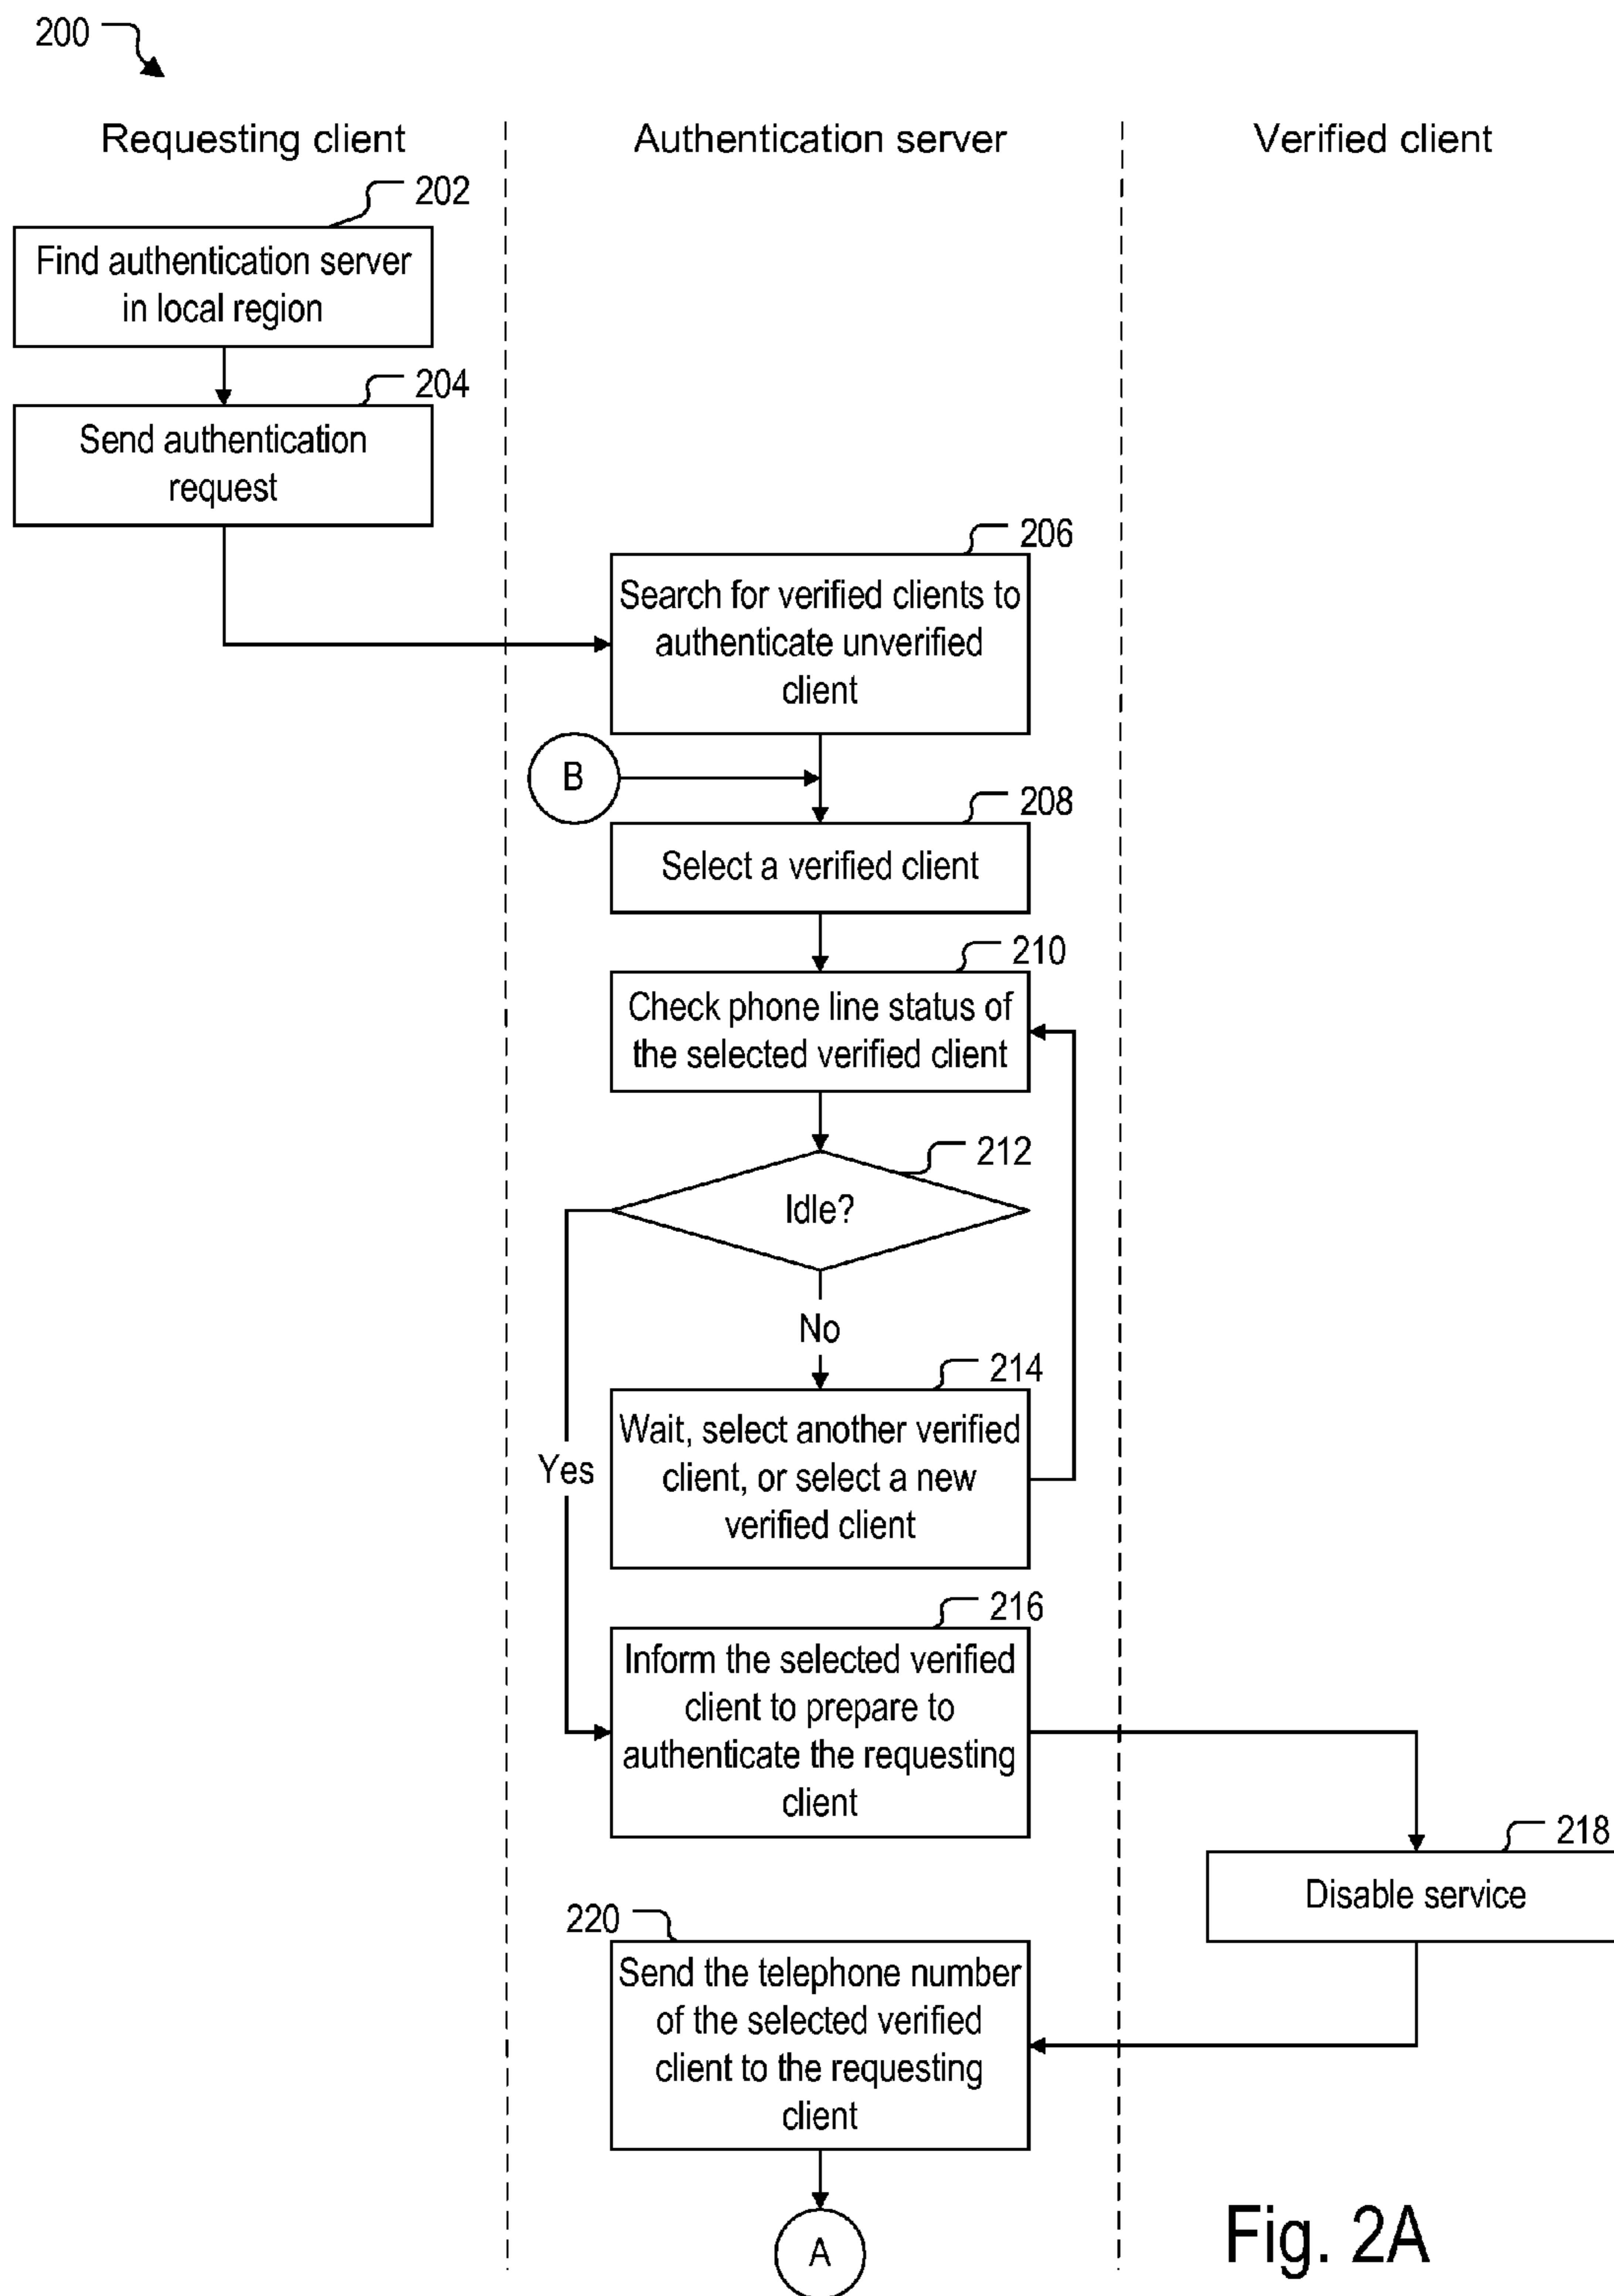 200
Requesting client
Authentication server
Verified client
202
Find authentication server
in local region
204
Send authentication
request
206
Search for verified clients to
authenticate unverified
client
B
208
Select a verified client
210
Check phone line status of
the selected verified client
212
Idle?
No
Yes
214
Wait, select another verified
client, or select a new
verified client
216
Inform the selected verified
client to prepare to
authenticate the requesting
client
218
Disable service
220
Send the telephone number
of the selected verified
client to the requesting
client
A
Fig. 2A